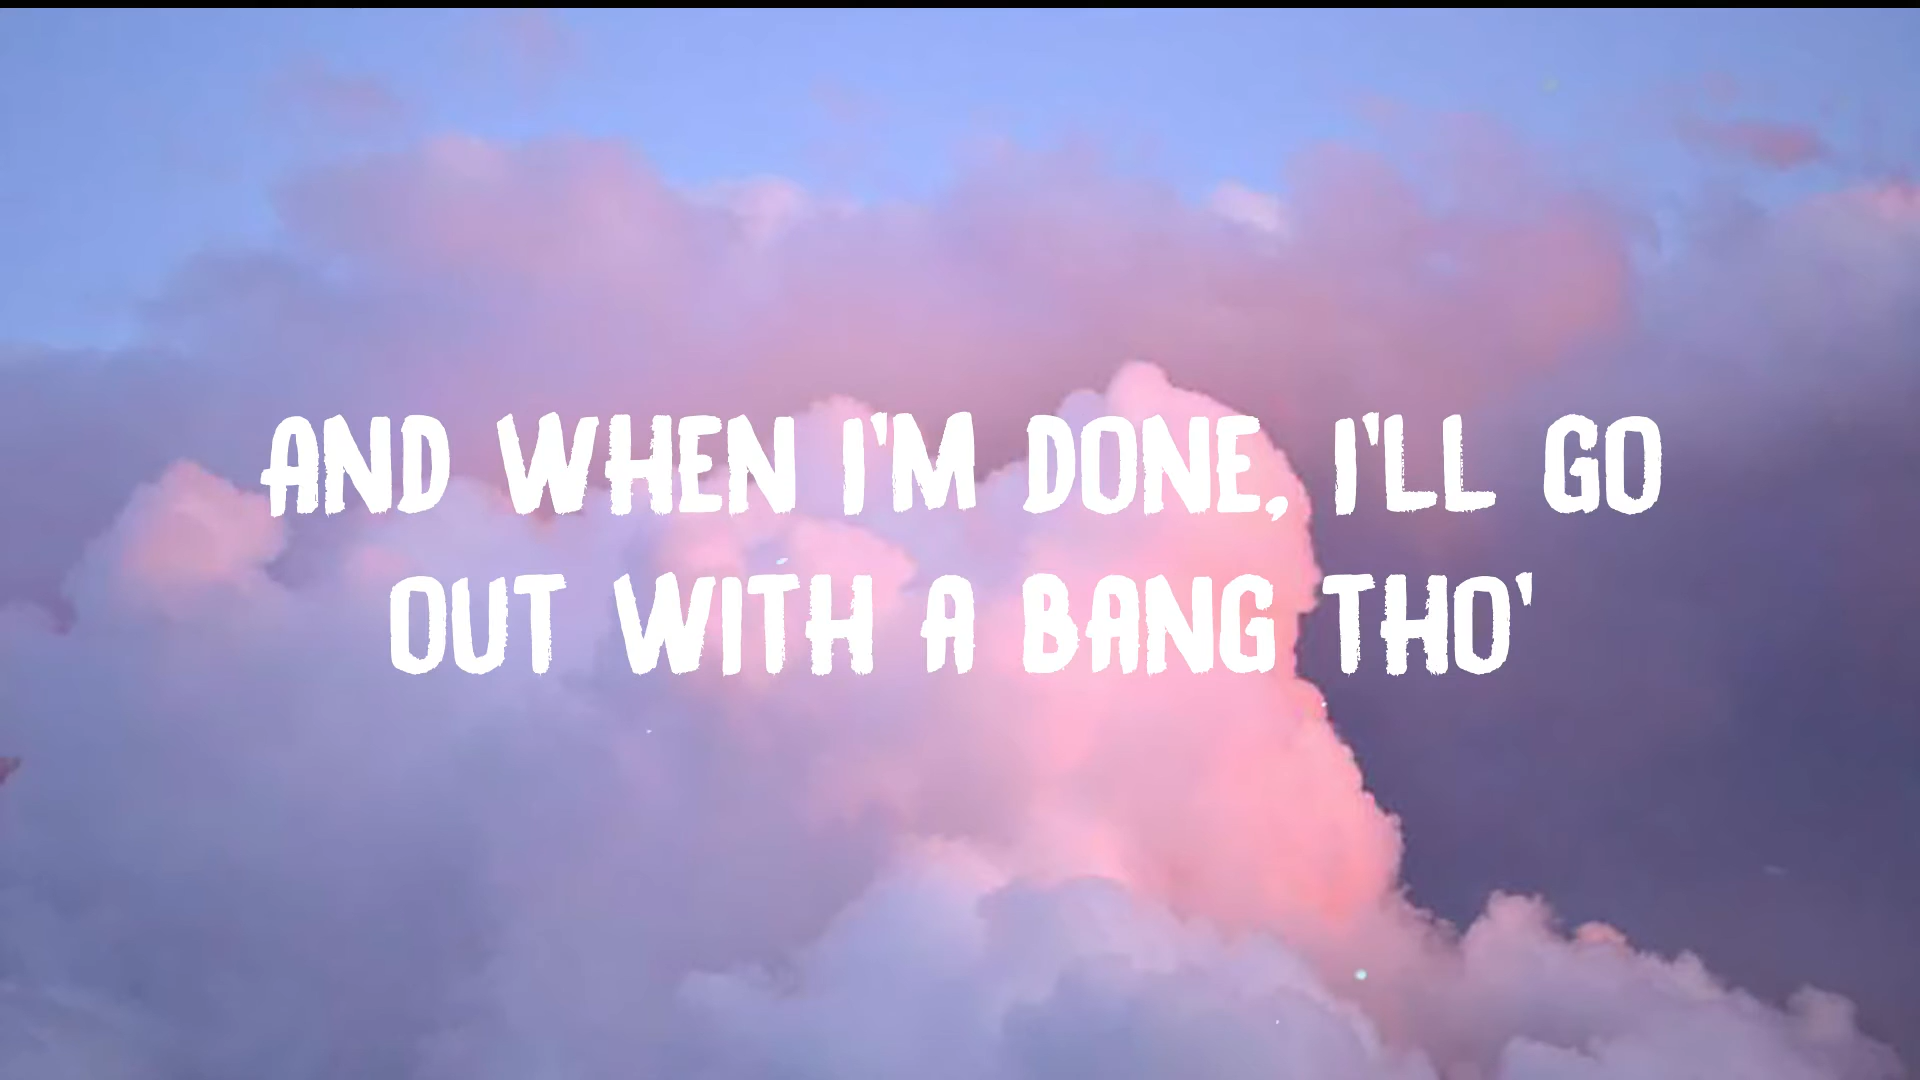 AND WHEN I'M DONE, I'LL GO
OUT WITH A BANG THO'